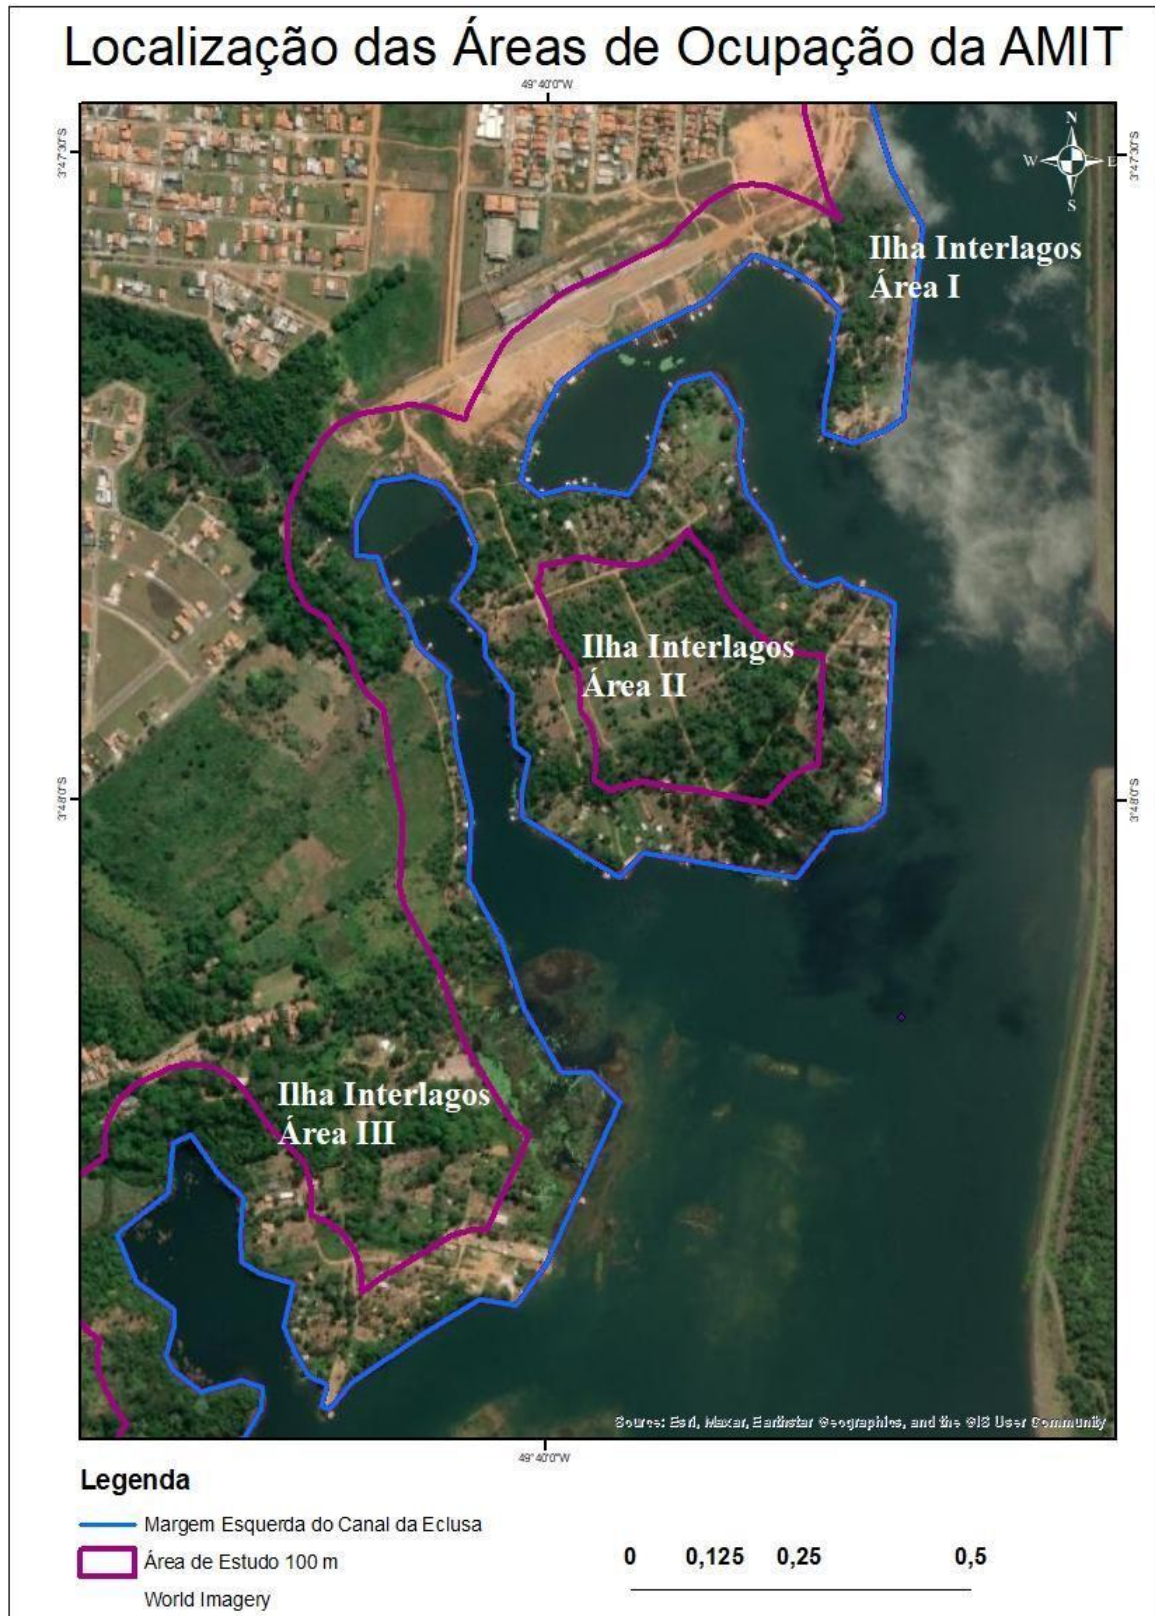 Localização das Áreas de Ocupação da AMIT
49°40'0"W
3°47'30"S
3°47'30"S
N
W
E
S
Ilha Interlagos
Área I
Ilha Interlagos
Área II
3°48'0"S
3°48'0"S
Ilha Interlagos
Área III
Source: Esri, Maxar, Earthstar Geographics, and the GIS User Community
49°40'0"W
Legenda
Margem Esquerda do Canal da Eclusa
Área de Estudo 100 m
World Imagery
0 0,125 0,25 0,5